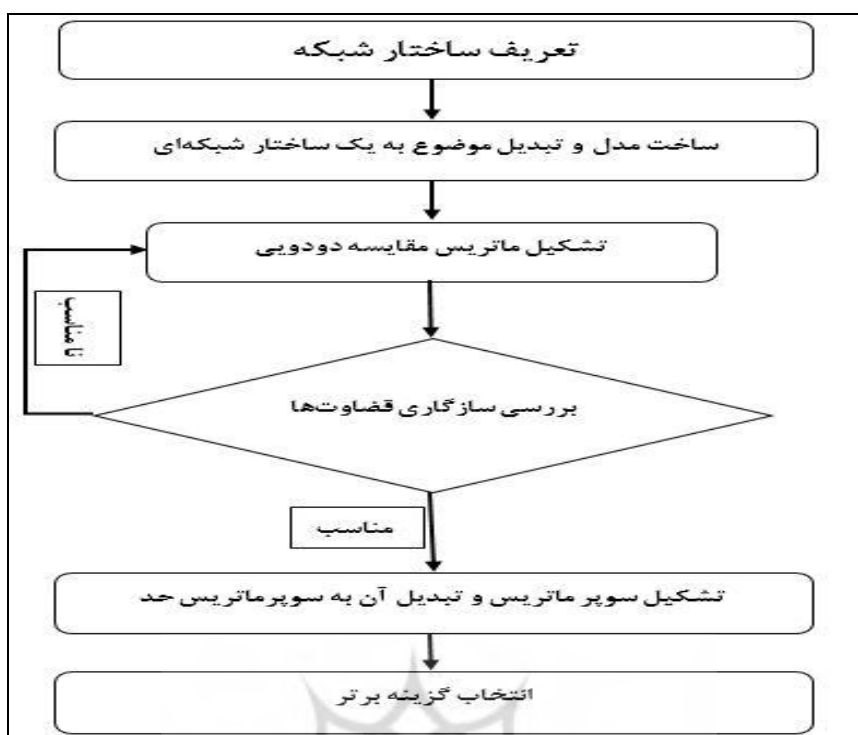 تعریف ساختار شبکه
ساخت مدل و تبدیل موضوع به یک ساختار شبکه‌ای
تشکیل ماتریس مقایسه دودویی
نا مناسب
بررسی سازگاری قضاوت‌ها
مناسب
تشکیل سوپر ماتریس و تبدیل آن به سوپرماتریس حد
انتخاب گزینه برتر